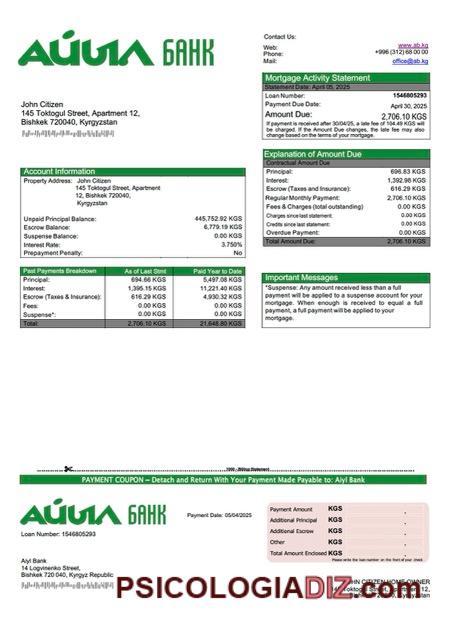 АЙЫЛ БАНК
Contact Us:
Web: www.ab.kg
Phone: +996 (312) 68 00 00
Mail: office@ab.kg
Mortgage Activity Statement
Statement Date: April 05, 2025
Loan Number: 1546805293
Payment Due Date: April 30, 2025
Amount Due: 2,706.10 KGS
If payment is received after 30/04/25, a late fee of 104.49 KGS will
be charged. If the Amount Due changes, the late fee may also
change based on the terms of your mortgage.
John Citizen
145 Toktogul Street, Apartment 12,
Bishkek 720040, Kyrgyzstan
Explanation of Amount Due
Contractual Amount Due
Principal: 696.83 KGS
Interest: 1,392.98 KGS
Escrow (Taxes and Insurance): 616.29 KGS
Regular Monthly Payment: 2,706.10 KGS
Fees & Charges (total outstanding) 0.00 KGS
Charges since last statement: 0.00 KGS
Credits since last statement: 0.00 KGS
Overdue Payment: 0.00 KGS
Total Amount Due: 2,706.10 KGS
Account Information
Property Address: John Citizen
145 Toktogul Street, Apartment
12, Bishkek 720040,
Kyrgyzstan
Unpaid Principal Balance: 445,752.92 KGS
Escrow Balance: 6,779.19 KGS
Suspense Balance: 0.00 KGS
Interest Rate: 3.750%
Prepayment Penalty: No
Past Payments Breakdown As of Last Stmt Paid Year to Date
Principal: 694.66 KGS 5,497.08 KGS
Interest: 1,395.15 KGS 11,221.40 KGS
Escrow (Taxes & Insurance): 616.29 KGS 4,930.32 KGS
Fees: 0.00 KGS 0.00 KGS
Suspense*: 0.00 KGS 0.00 KGS
Total: 2,706.10 KGS 21,648.80 KGS
Important Messages
*Suspense: Any amount received less than a full
payment will be applied to a suspense account for your
mortgage. When enough is received to equal a full
payment, a full payment will be applied to your
mortgage.
Billing Statement
PAYMENT COUPON – Detach and Return With Your Payment Made Payable to: Aiyl Bank
АЙЫЛ БАНК
Payment Date: 05/04/2025
Loan Number: 1546805293
Payment Amount KGS
Additional Principal KGS
Additional Escrow KGS
Other KGS
Total Amount Enclosed KGS
Please write the loan number on the front of your check
Aiyl Bank
14 Logvinenko Street,
Bishkek 720 040, Kyrgyz Republic
CITIZEN HOME OWNER
Toktogul Street, Apartment 12,
PSICOLOGIADIZ.com